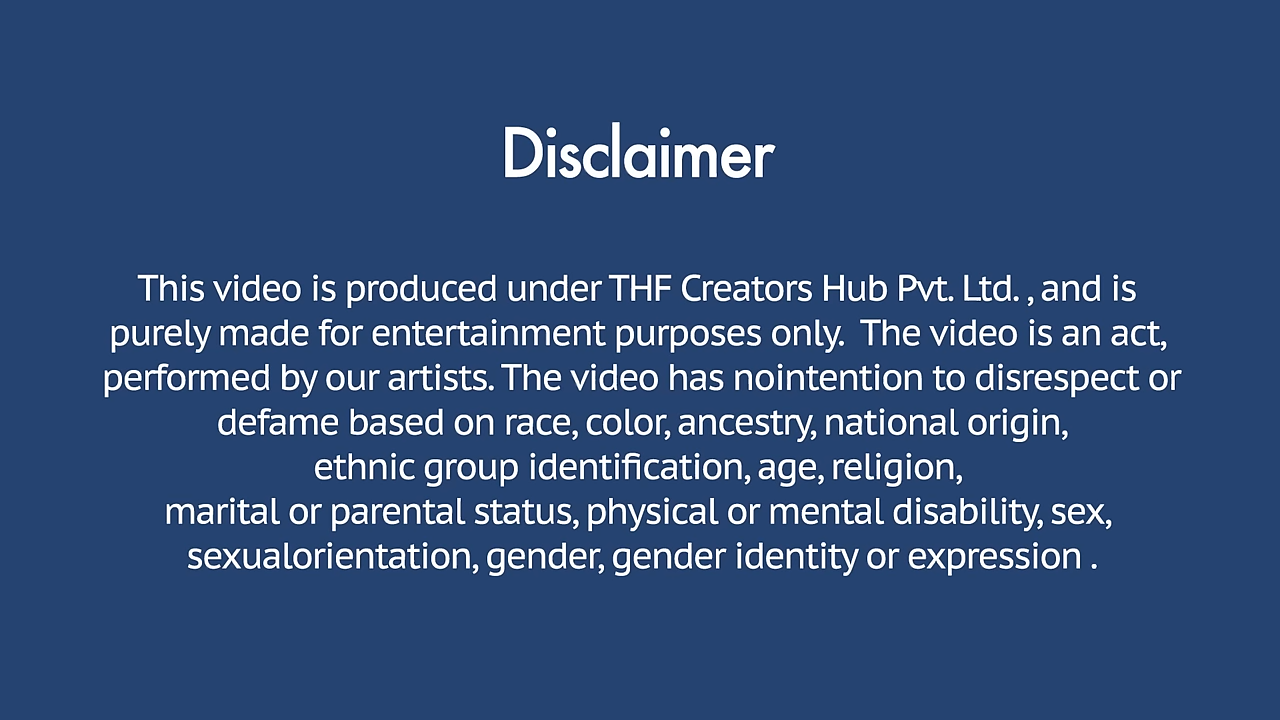 Disclaimer
This video is produced under THF Creators Hub Pvt. Ltd. , and is
purely made for entertainment purposes only.  The video is an act,
performed by our artists. The video has nointention to disrespect or
defame based on race, color, ancestry, national origin,
ethnic group identification, age, religion,
marital or parental status, physical or mental disability, sex,
sexualorientation, gender, gender identity or expression .